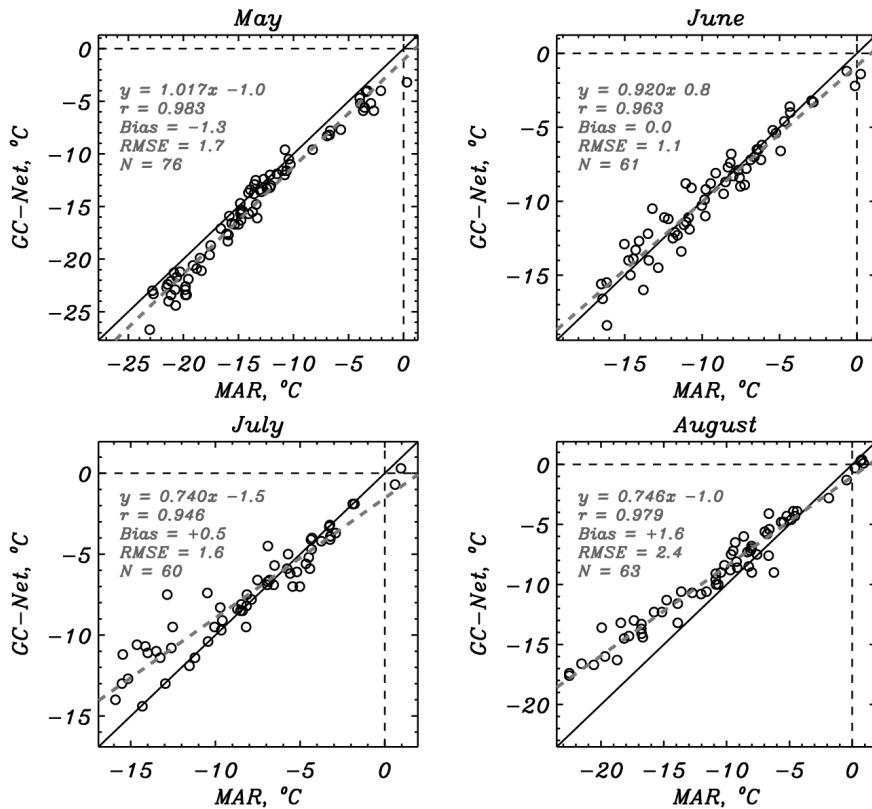 May
0
−5
−10
−15
−20
−25
GC−Net, °C
y = 1.017x −1.0
r = 0.983
Bias = −1.3
RMSE = 1.7
N = 76
−25 −20 −15 −10 −5 0
MAR, °C
June
0
−5
−10
−15
GC−Net, °C
y = 0.920x 0.8
r = 0.963
Bias = 0.0
RMSE = 1.1
N = 61
−15 −10 −5 0
MAR, °C
July
0
−5
−10
−15
GC−Net, °C
y = 0.740x −1.5
r = 0.946
Bias = +0.5
RMSE = 1.6
N = 60
−15 −10 −5 0
MAR, °C
August
0
−5
−10
−15
−20
GC−Net, °C
y = 0.746x −1.0
r = 0.979
Bias = +1.6
RMSE = 2.4
N = 63
−20 −15 −10 −5 0
MAR, °C